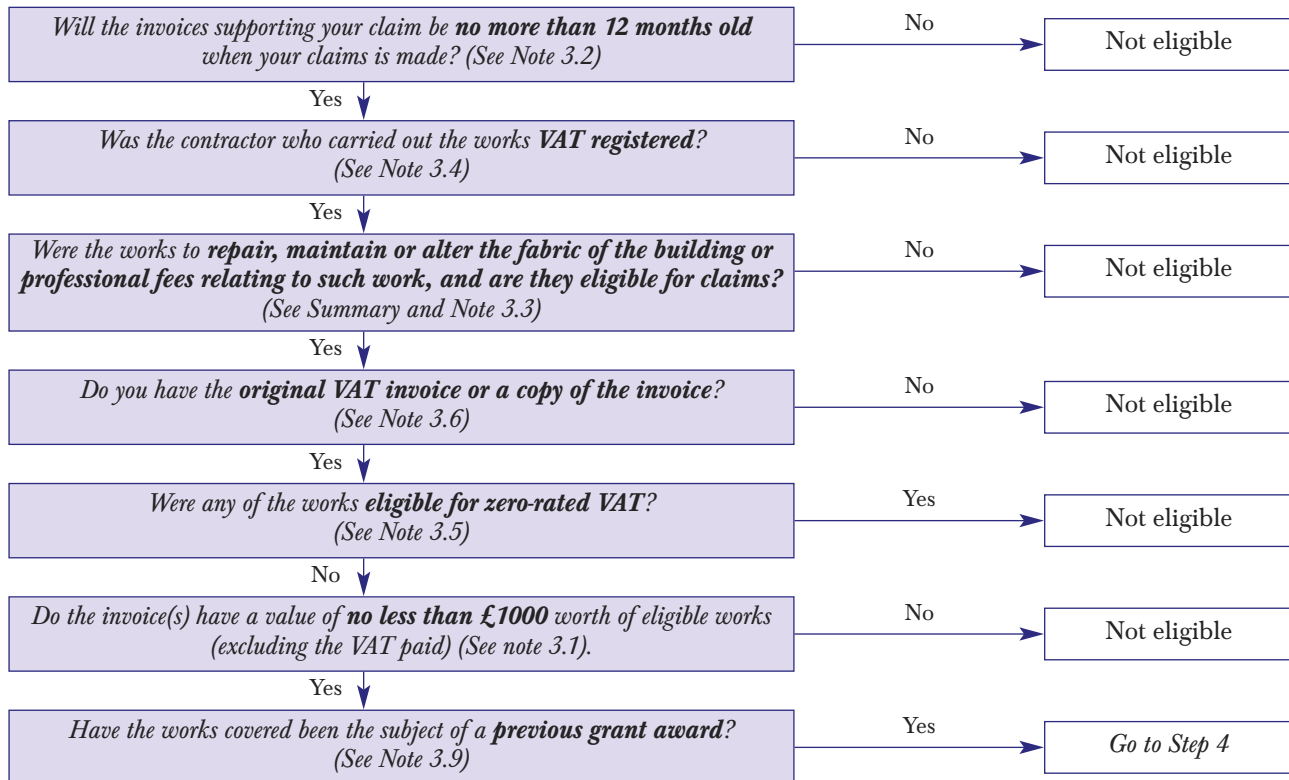 Will the invoices supporting your claim be no more than 12 months old
when your claims is made? (See Note 3.2)
No
Not eligible
Yes
Was the contractor who carried out the works VAT registered?
(See Note 3.4)
No
Not eligible
Yes
Were the works to repair, maintain or alter the fabric of the building or
professional fees relating to such work, and are they eligible for claims?
(See Summary and Note 3.3)
No
Not eligible
Yes
Do you have the original VAT invoice or a copy of the invoice?
(See Note 3.6)
No
Not eligible
Yes
Were any of the works eligible for zero-rated VAT?
(See Note 3.5)
Yes
Not eligible
No
Do the invoice(s) have a value of no less than £1000 worth of eligible works
(excluding the VAT paid) (See note 3.1).
No
Not eligible
Yes
Have the works covered been the subject of a previous grant award?
(See Note 3.9)
Yes
Go to Step 4